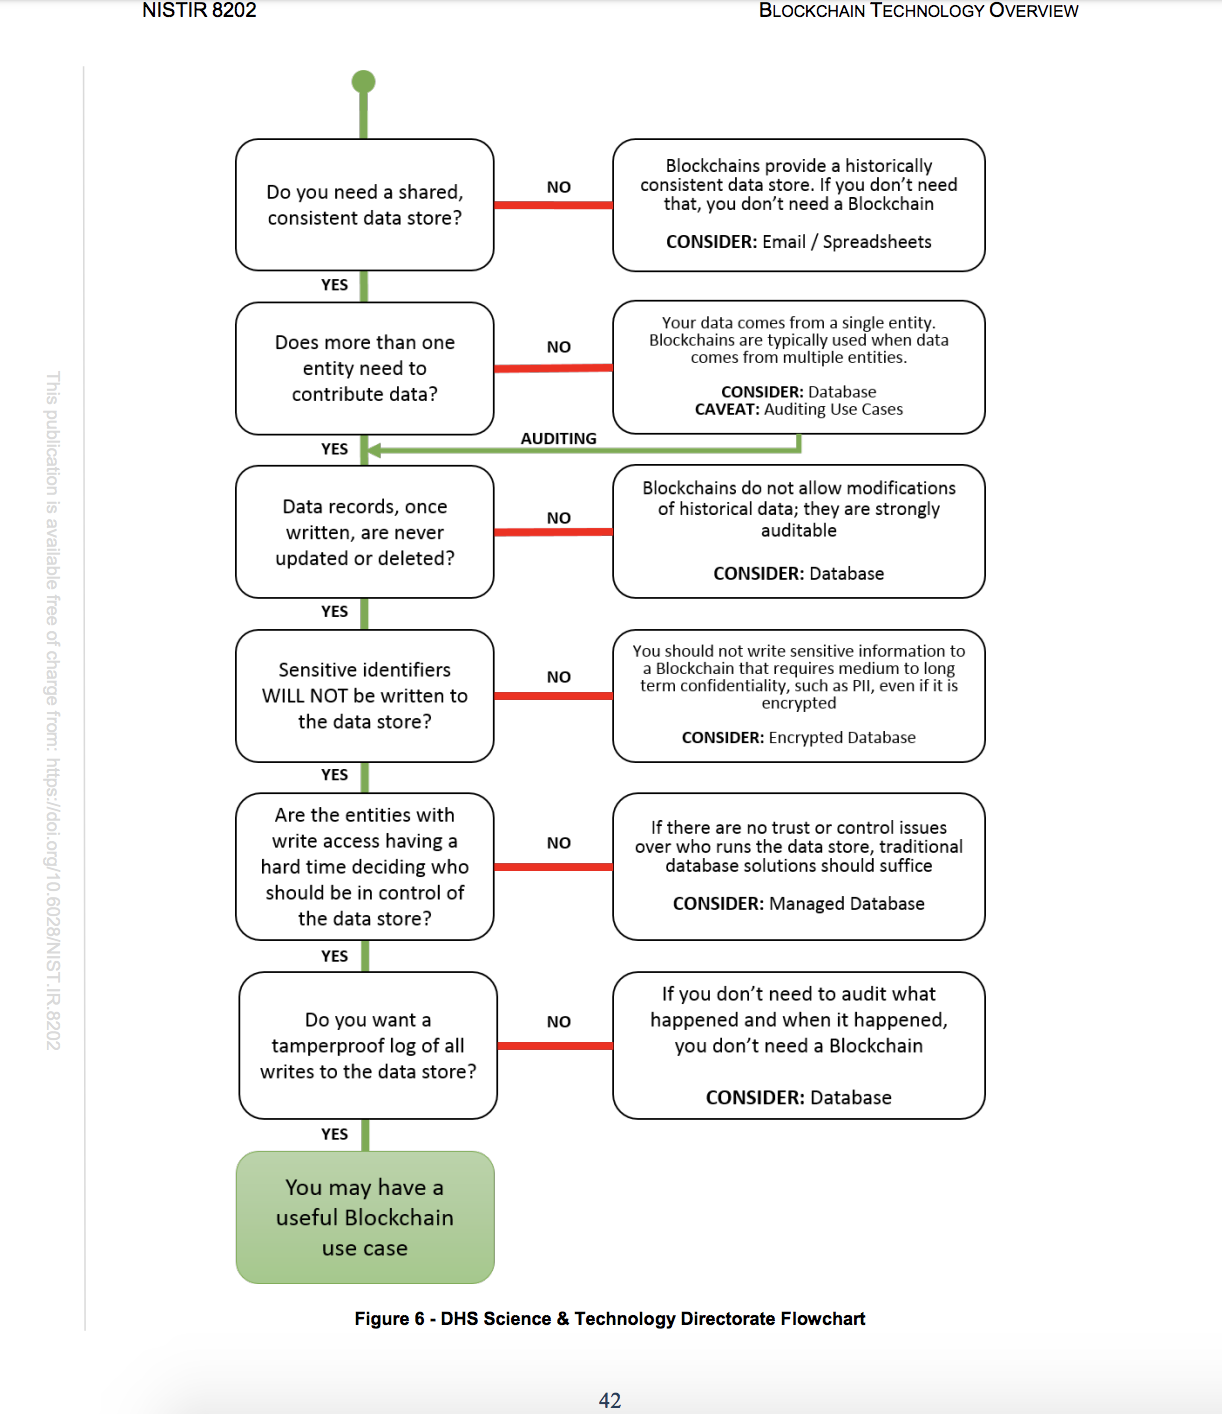 NISTIR 8202
BLOCKCHAIN TECHNOLOGY OVERVIEW
This publication is available free of charge from: https://doi.org/10.6028/NIST.IR.8202
Do you need a shared,
consistent data store?
NO
Blockchains provide a historically
consistent data store. If you don’t need
that, you don’t need a Blockchain
CONSIDER: Email / Spreadsheets
YES
Does more than one
entity need to
contribute data?
NO
Your data comes from a single entity.
Blockchains are typically used when data
comes from multiple entities.
CONSIDER: Database
CAVEAT: Auditing Use Cases
AUDITING
YES
Data records, once
written, are never
updated or deleted?
NO
Blockchains do not allow modifications
of historical data; they are strongly
auditable
CONSIDER: Database
YES
Sensitive identifiers
WILL NOT be written to
the data store?
NO
You should not write sensitive information to
a Blockchain that requires medium to long
term confidentiality, such as PII, even if it is
encrypted
CONSIDER: Encrypted Database
YES
Are the entities with
write access having a
hard time deciding who
should be in control of
the data store?
NO
If there are no trust or control issues
over who runs the data store, traditional
database solutions should suffice
CONSIDER: Managed Database
YES
Do you want a
tamperproof log of all
writes to the data store?
NO
If you don’t need to audit what
happened and when it happened,
you don’t need a Blockchain
CONSIDER: Database
YES
You may have a
useful Blockchain
use case
Figure 6 - DHS Science & Technology Directorate Flowchart
42